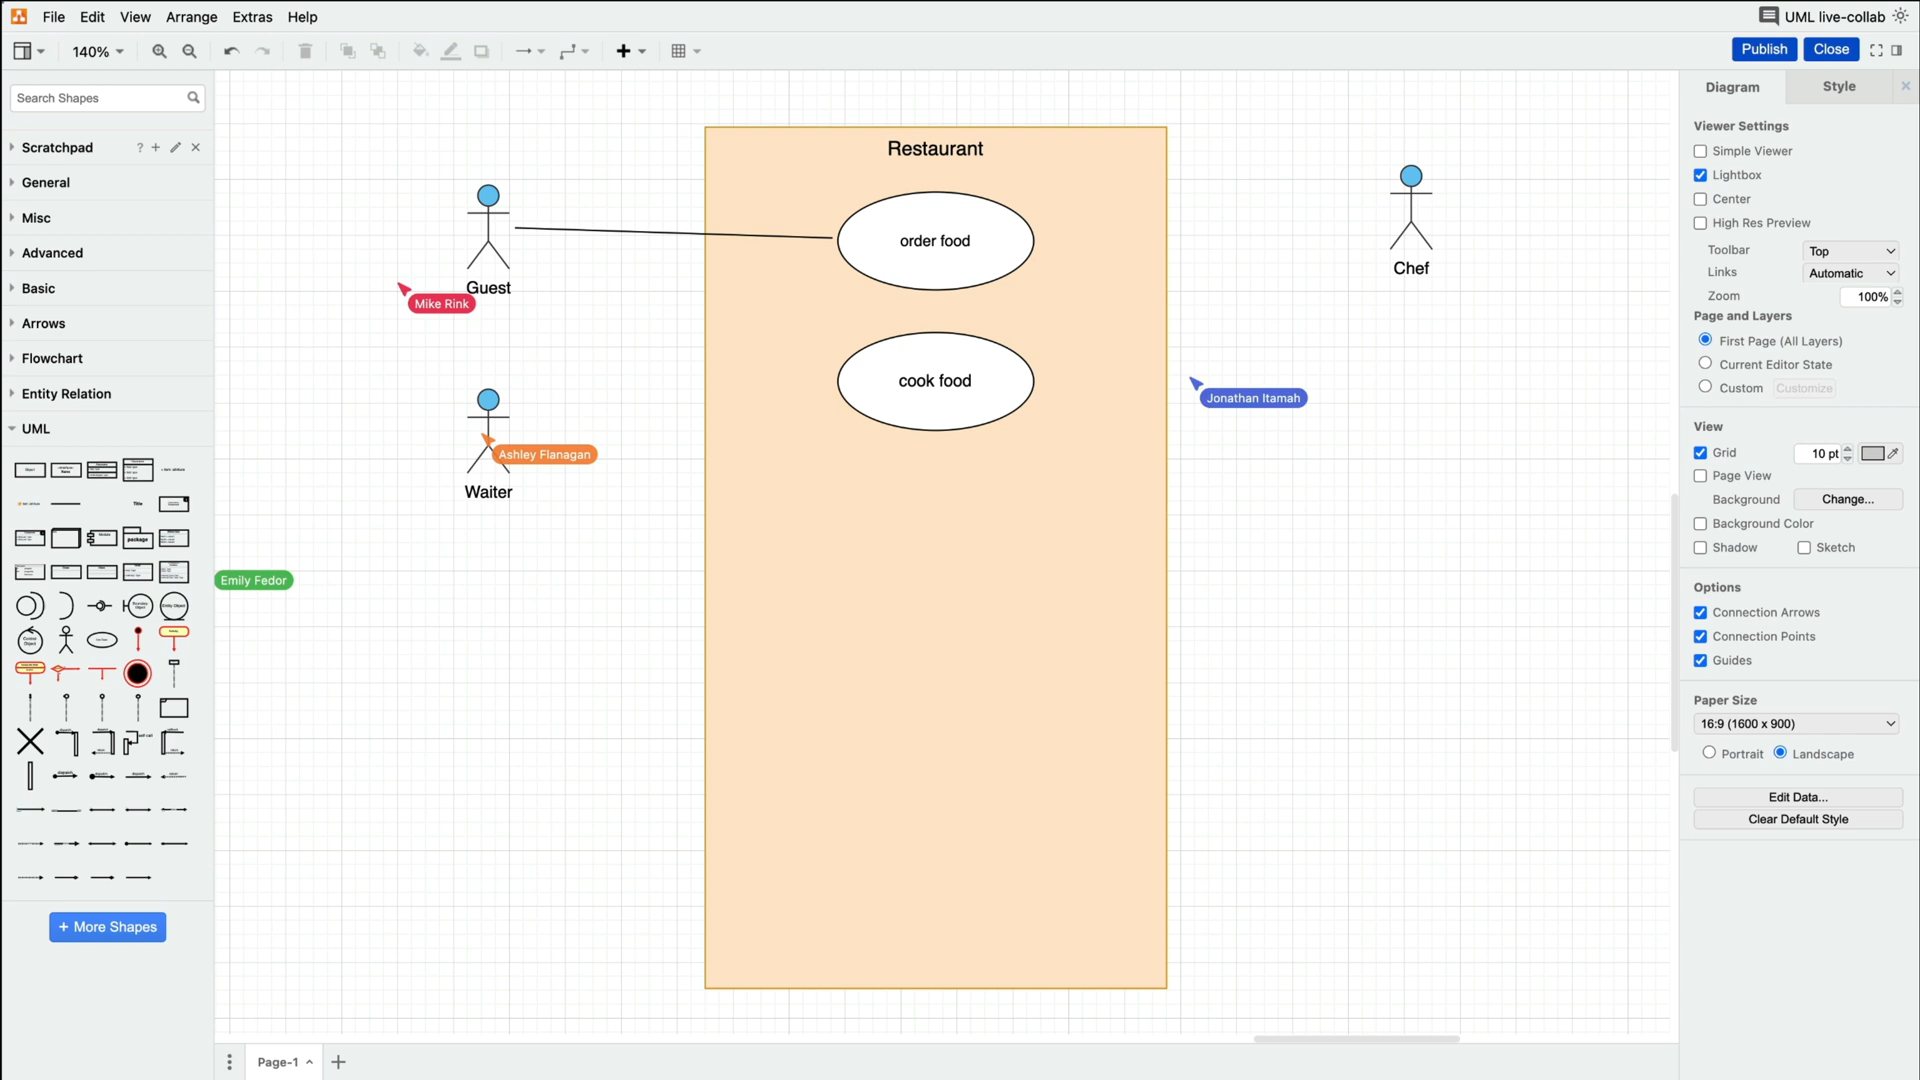 File Edit View Arrange Extras Help
UML live-collab
140%
Publish Close
Search Shapes
Scratchpad ? +
General
Misc
Advanced
Basic
Arrows
Flowchart
Entity Relation
UML
Title
package
+ More Shapes
Restaurant
order food
cook food
Guest
Mike Rink
Ashley Flanagan
Waiter
Emily Fedor
Chef
Jonathan Itamah
Page-1
Diagram Style
Viewer Settings
Simple Viewer
Lightbox
Center
High Res Preview
Toolbar Top
Links Automatic
Zoom 100%
Page and Layers
First Page (All Layers)
Current Editor State
Custom Customize
View
Grid 10 pt
Page View
Background Change...
Background Color
Shadow Sketch
Options
Connection Arrows
Connection Points
Guides
Paper Size
16:9 (1600 x 900)
Portrait Landscape
Edit Data...
Clear Default Style